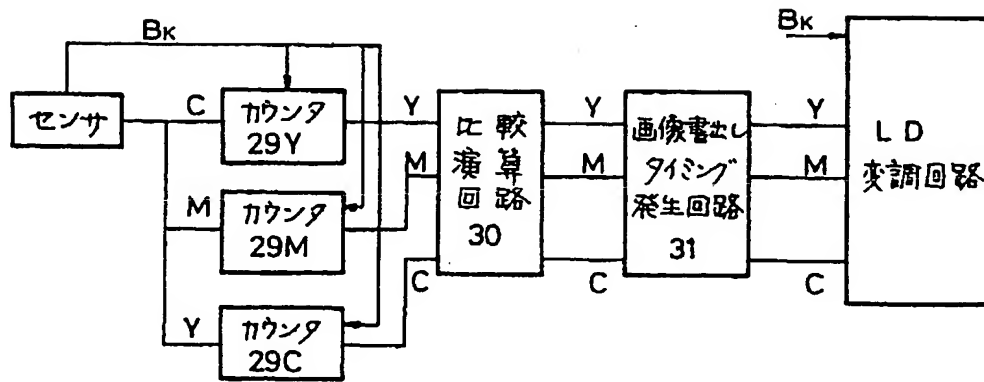 BK
センサ
C
カウンタ
29Y
M
カウンタ
29M
Y
カウンタ
29C
Y
M
C
比較
演算
回路
30
Y
M
C
画像書出し
タイミング
発生回路
31
BK
Y
M
C
LD
変調回路